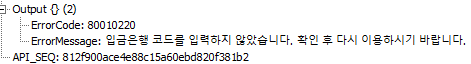 Output {} (2)
ErrorCode: 80010220
ErrorMessage: 입금은행 코드를 입력하지 않았습니다. 확인 후 다시 이용하시기 바랍니다.
API_SEQ: 812f900ace4e88c15a60ebd820f381b2